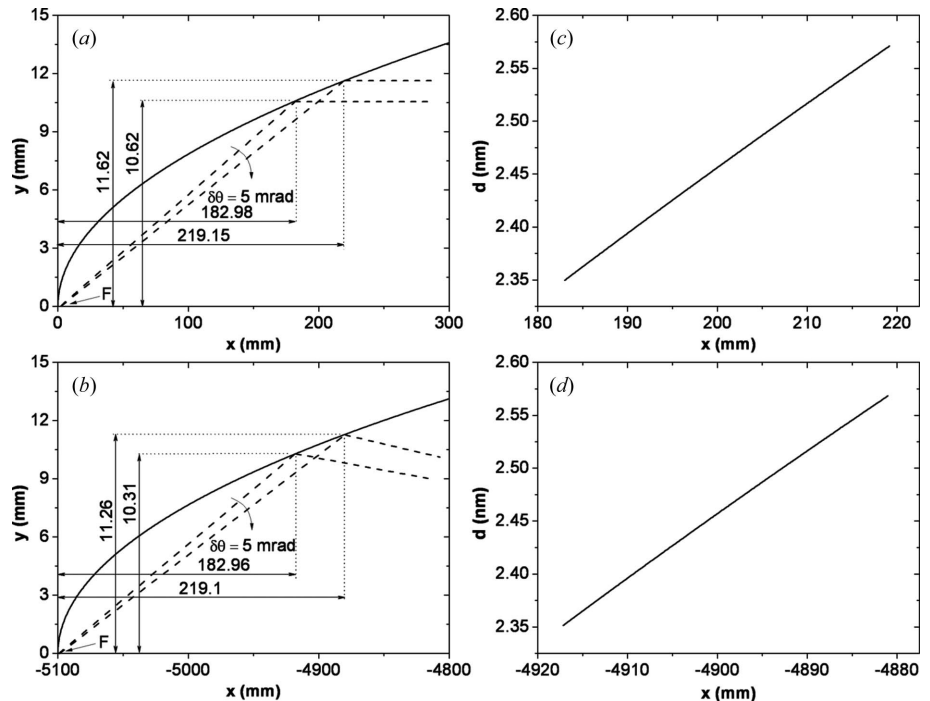 (a)
15
12
9
6
3
0
y (mm)
11.62
10.62
δθ = 5 mrad
182.98
219.15
F
0 100 200 300
x (mm)
(c)
2.60
2.55
2.50
2.45
2.40
2.35
d (nm)
180 190 200 210 220
x (mm)
(b)
15
12
9
6
3
0
y (mm)
11.26
10.31
δθ = 5 mrad
182.96
219.1
F
-5100 -5000 -4900 -4800
x (mm)
(d)
2.60
2.55
2.50
2.45
2.40
2.35
d (nm)
-4920 -4910 -4900 -4890 -4880
x (mm)